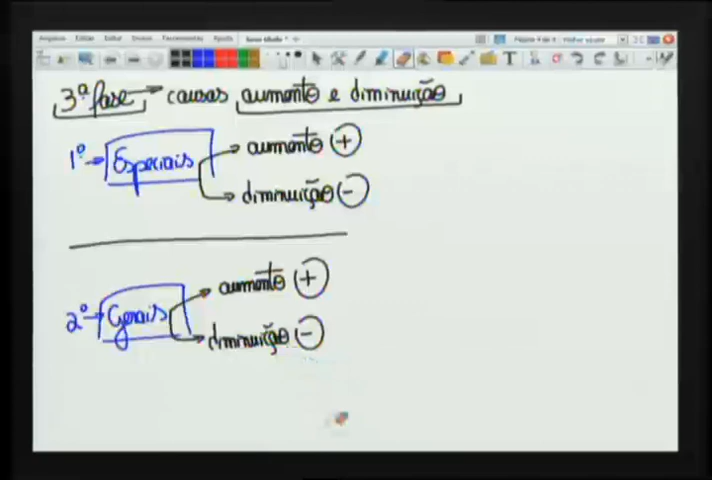 3ª fase → causas aumento e diminuição
1º → Especiais
aumento (+)
diminuição (-)
2º → Gerais
aumento (+)
diminuição (-)